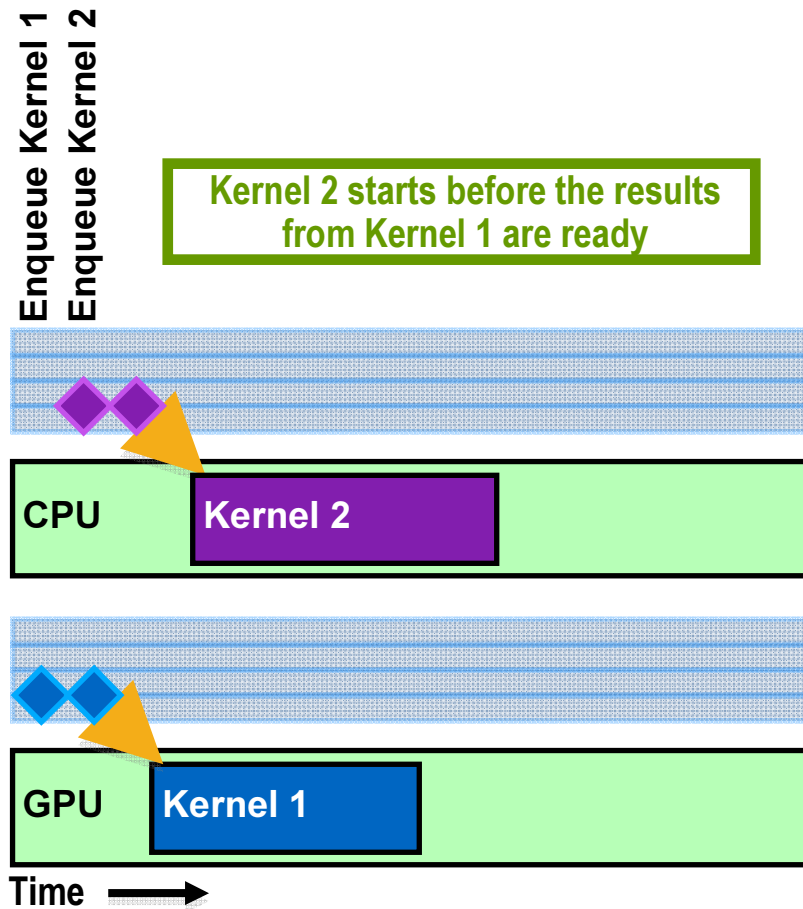 Enqueue Kernel 1
Enqueue Kernel 2
Kernel 2 starts before the results
from Kernel 1 are ready
CPU
Kernel 2
GPU
Kernel 1
Time